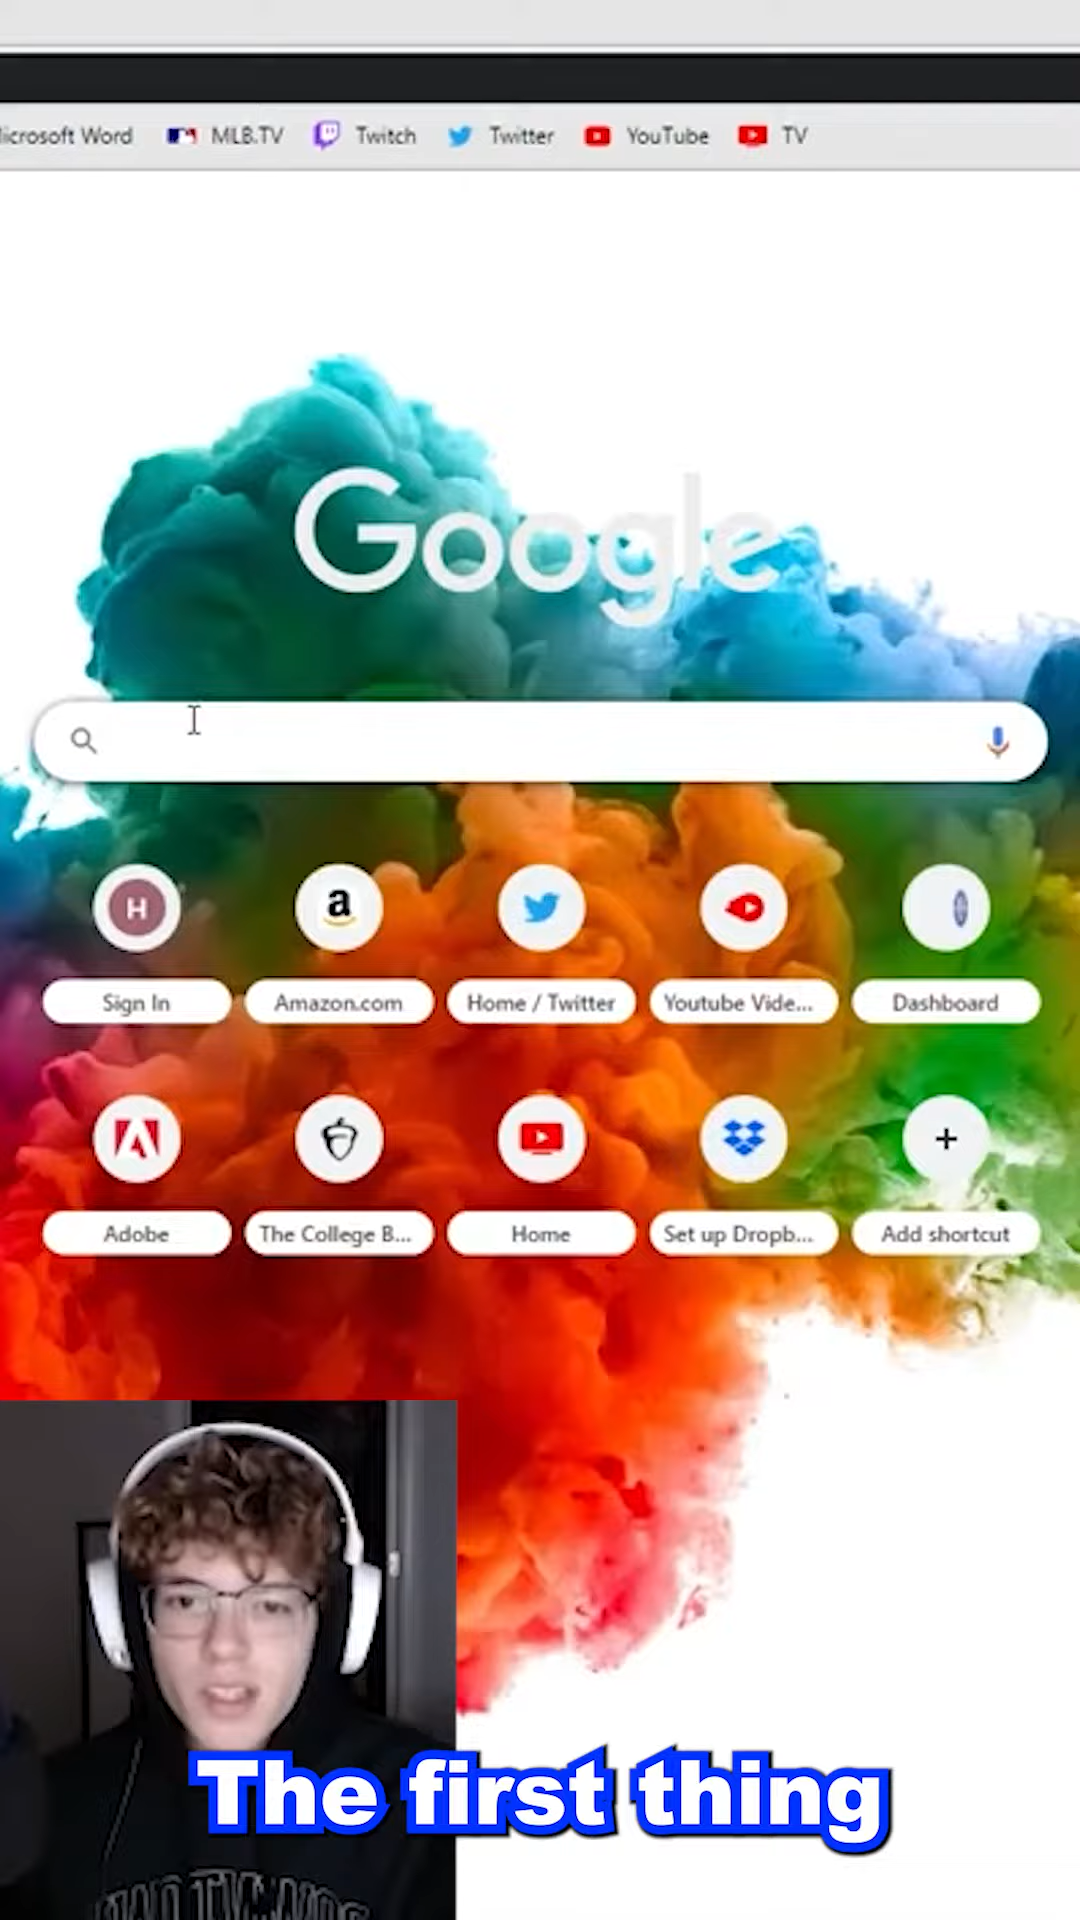 icrosoft Word MLB.TV Twitch Twitter YouTube TV
Google
H
a
Sign In Amazon.com Home / Twitter Youtube Vide... Dashboard
Adobe The College B... Home Set up Dropb... Add shortcut
The first thing